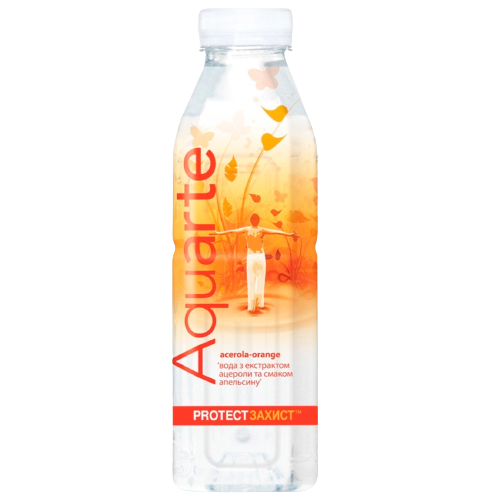 Aquarte
acerola-orange
'вода з екстрактом
ацероли та смаком
апельсину'
PROTECT ЗАХИСТ™